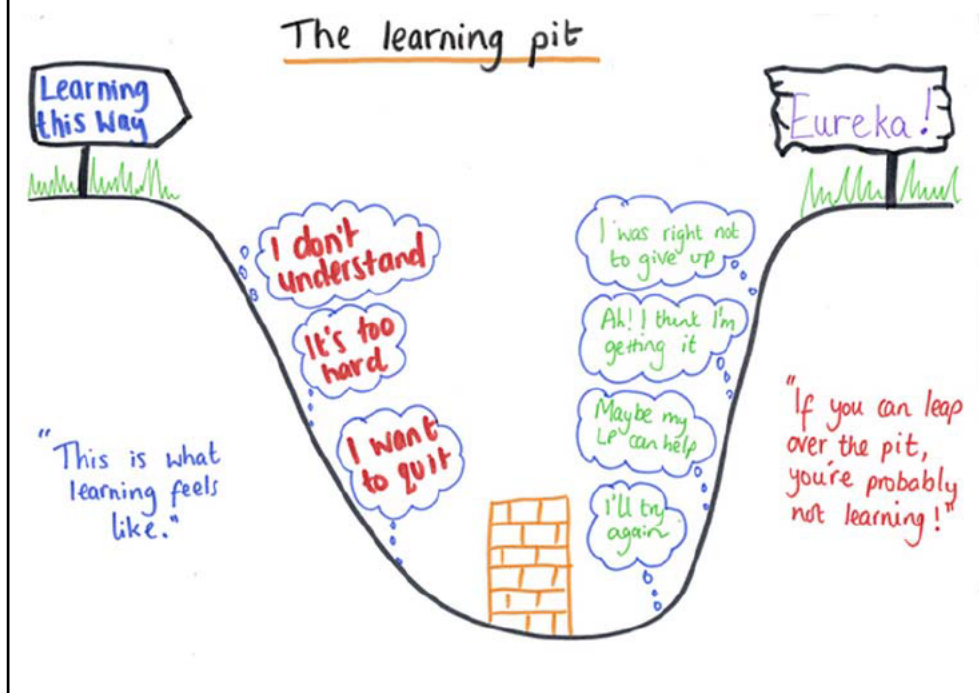 The learning pit
Learning
this Way
Eureka!
I don't
understand
It's too
hard
I want
to quit
I was right not
to give up
Ah! I think I'm
getting it
Maybe my
LP can help
I'll try
again
"This is what
learning feels
like."
"If you can leap
over the pit,
you're probably
not learning!"